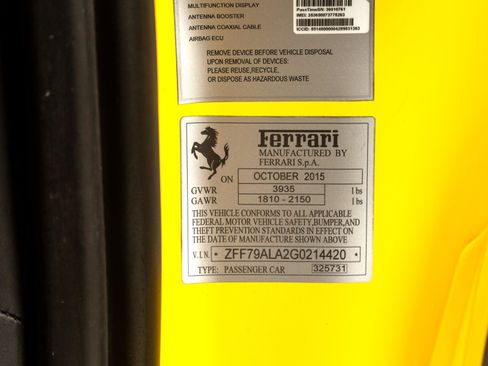 MULTIFUNCTION DISPLAY
ANTENNA BOOSTER
ANTENNA COAXIAL CABLE
AIRBAG ECU
REMOVE DEVICE BEFORE VEHICLE DISPOSAL
UPON REMOVAL OF DEVICES:
PLEASE REUSE,RECYCLE,
OR DISPOSE AS HAZARDOUS WASTE
Ferrari
MANUFACTURED BY
FERRARI S.p.A.
ON OCTOBER 2015
GVWR 3935 lbs
GAWR 1810 - 2150 lbs
THIS VEHICLE CONFORMS TO ALL APPLICABLE
FEDERAL MOTOR VEHICLE SAFETY,BUMPER,AND
THEFT PREVENTION STANDARDS IN EFFECT ON
THE DATE OF MANUFACTURE SHOWN ABOVE
V.I.N. * ZFF79ALA2G0214420 *
TYPE: PASSENGER CAR 325731